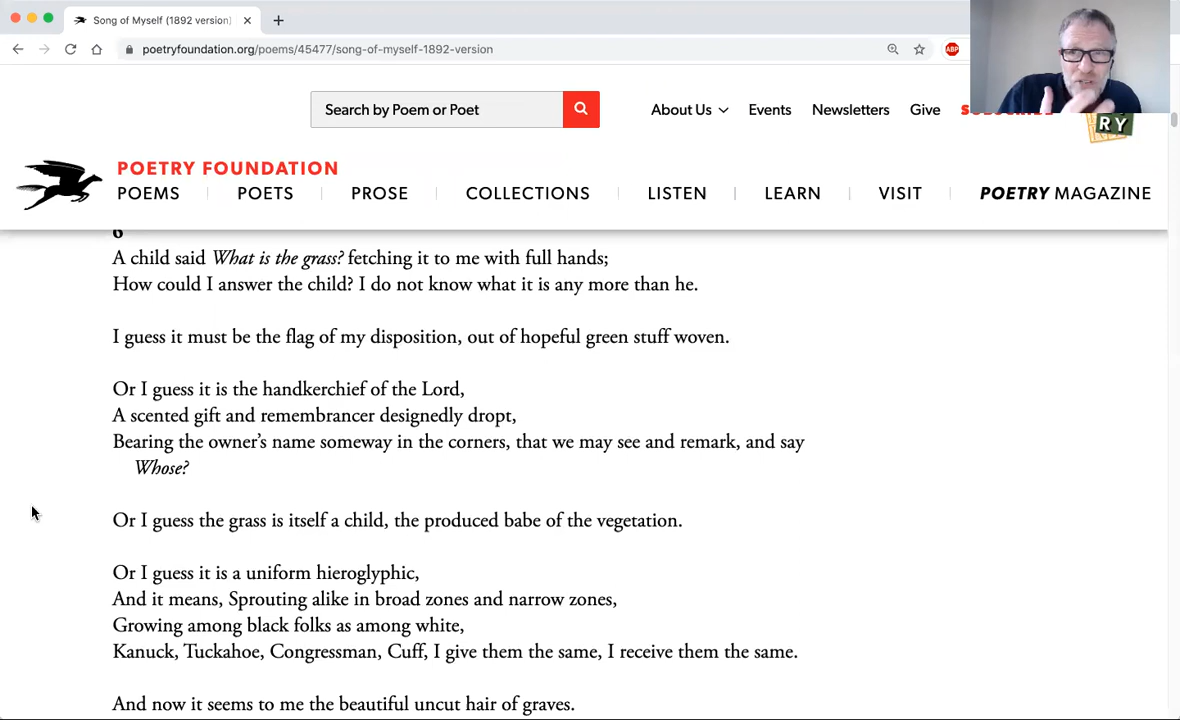 Song of Myself (1892 version)
poetryfoundation.org/poems/45477/song-of-myself-1892-version
ABP
Search by Poem or Poet
About Us
Events
Newsletters
Give
RY
POETRY FOUNDATION
POEMS
POETS
PROSE
COLLECTIONS
LISTEN
LEARN
VISIT
POETRY MAGAZINE
6
A child said What is the grass? fetching it to me with full hands;
How could I answer the child? I do not know what it is any more than he.
I guess it must be the flag of my disposition, out of hopeful green stuff woven.
Or I guess it is the handkerchief of the Lord,
A scented gift and remembrancer designedly dropt,
Bearing the owner’s name someway in the corners, that we may see and remark, and say
Whose?
Or I guess the grass is itself a child, the produced babe of the vegetation.
Or I guess it is a uniform hieroglyphic,
And it means, Sprouting alike in broad zones and narrow zones,
Growing among black folks as among white,
Kanuck, Tuckahoe, Congressman, Cuff, I give them the same, I receive them the same.
And now it seems to me the beautiful uncut hair of graves.